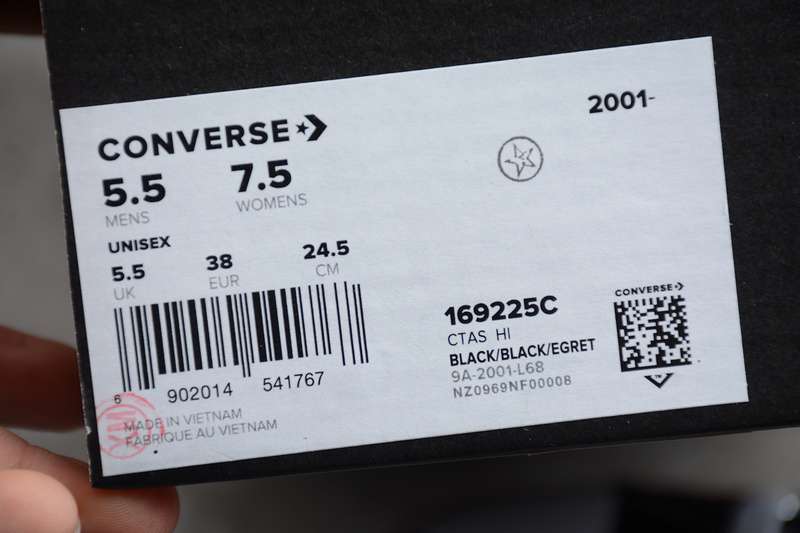 2001-
CONVERSE
5.5 7.5
MENS WOMENS
UNISEX
5.5 38 24.5
UK EUR CM
6 902014 541767
MADE IN VIETNAM
FABRIQUE AU VIETNAM
CONVERSE
169225C
CTAS HI
BLACK/BLACK/EGRET
9A-2001-L68
NZ0969NF00008